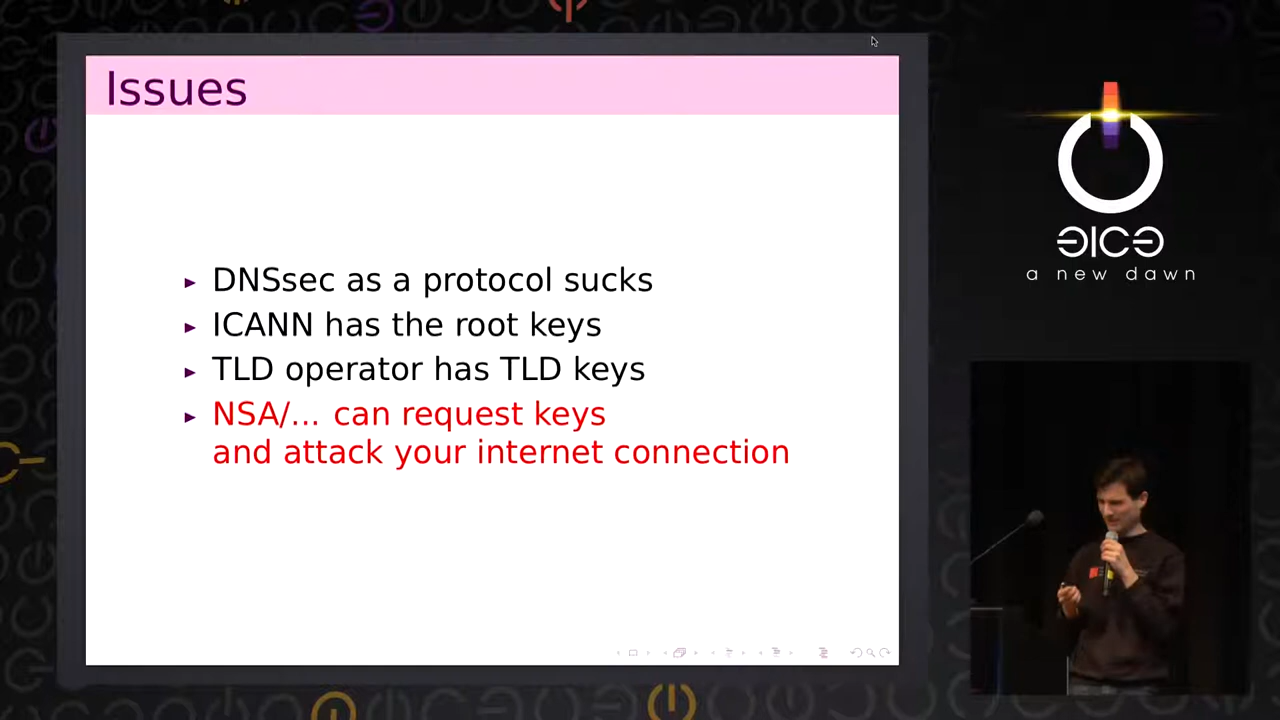 Issues
▸ DNSsec as a protocol sucks
▸ ICANN has the root keys
▸ TLD operator has TLD keys
▸ NSA/... can request keys
and attack your internet connection
ƎICƎ
a new dawn